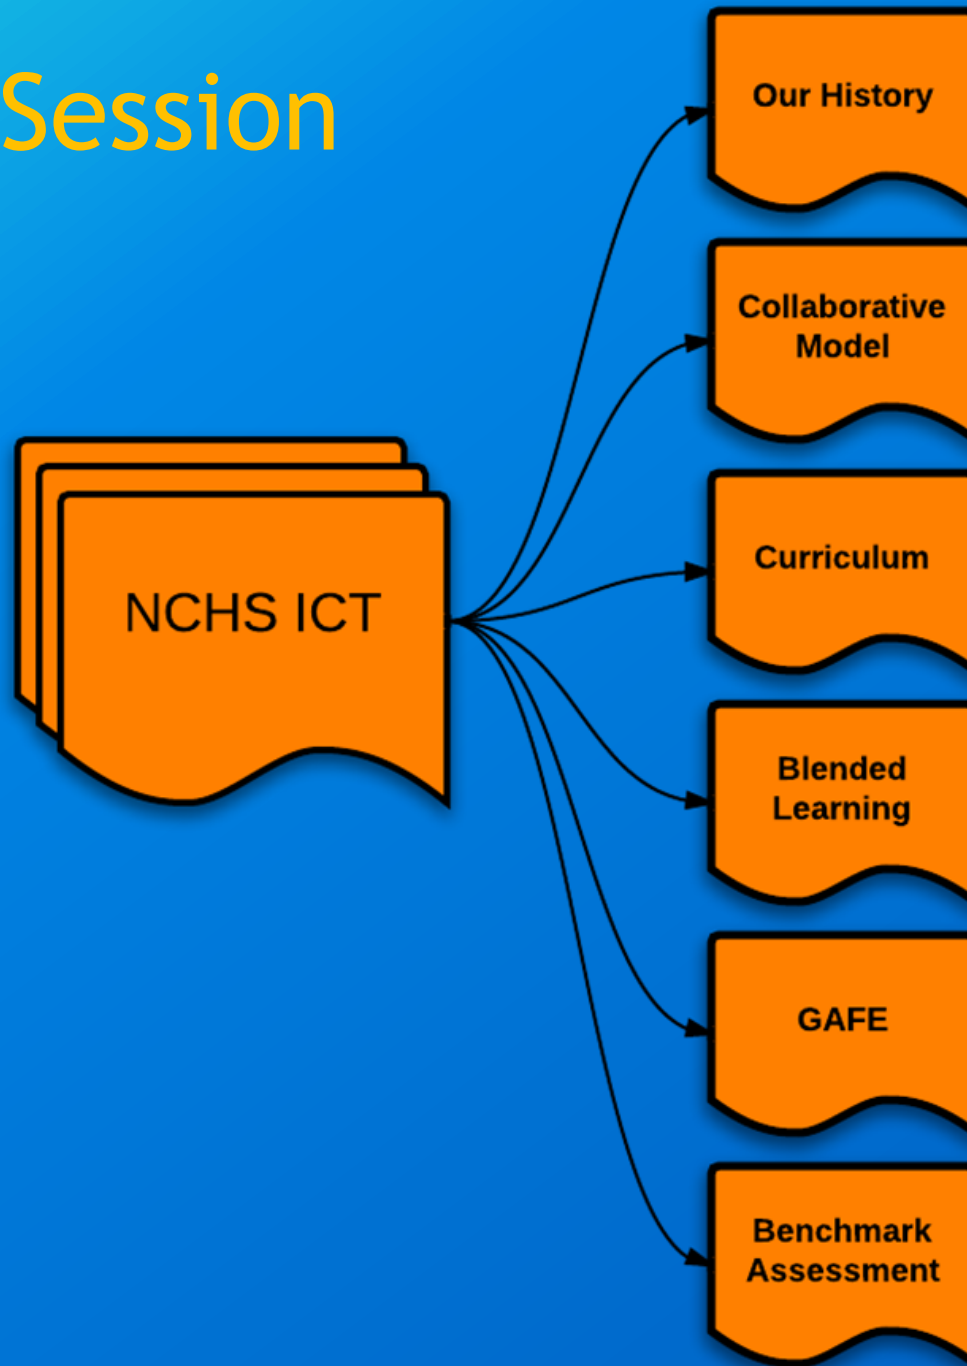 Session
NCHS ICT
Our History
Collaborative
Model
Curriculum
Blended
Learning
GAFE
Benchmark
Assessment